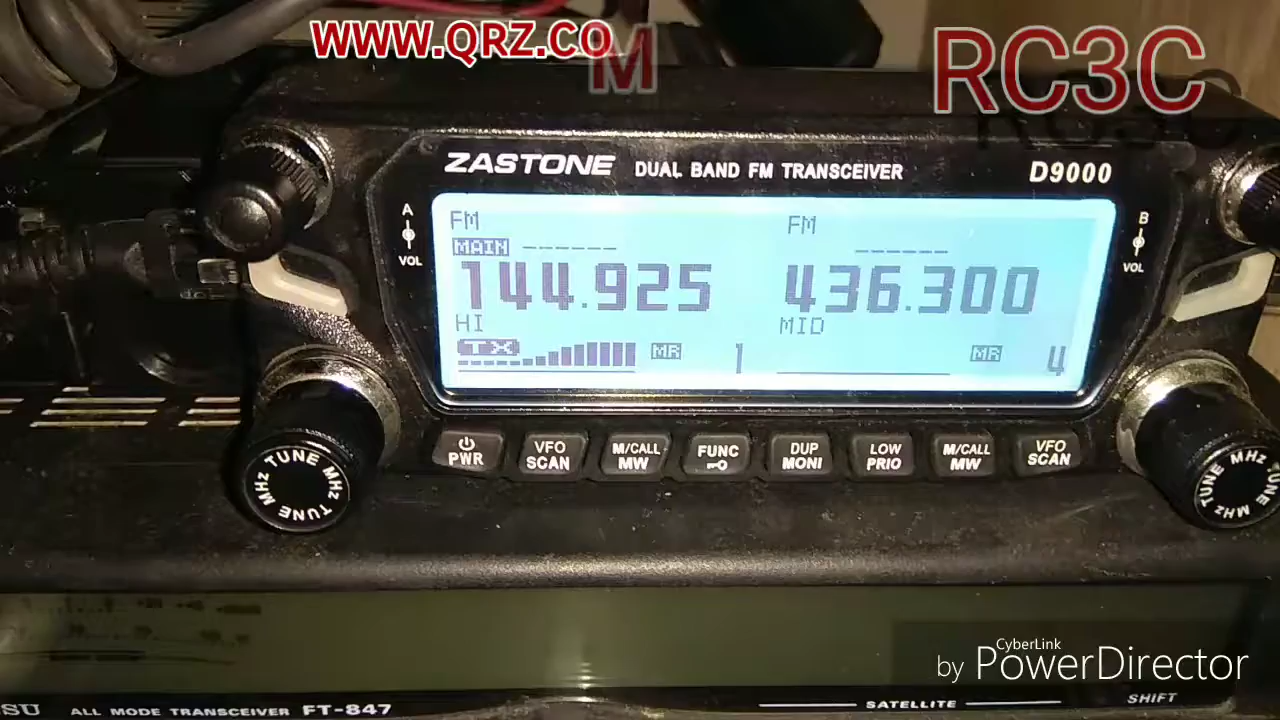 WWW.QRZ.CO
M
RC3C
ZASTONE DUAL BAND FM TRANSCEIVER D9000
A
VOL
B
VOL
FM FM
MAIN ------ ------
144.925 436.300
HI MID
TX MR 1 MR 4
PWR
VFO
SCAN
M/CALL
MW
FUNC
DUP
MONI
LOW
PRIO
M/CALL
MW
VFO
SCAN
TUNE MHz TUNE MHz
TUNE MHz TUNE MHz
CyberLink
by PowerDirector
ALL MODE TRANSCEIVER FT-847
SATELLITE
SHIFT